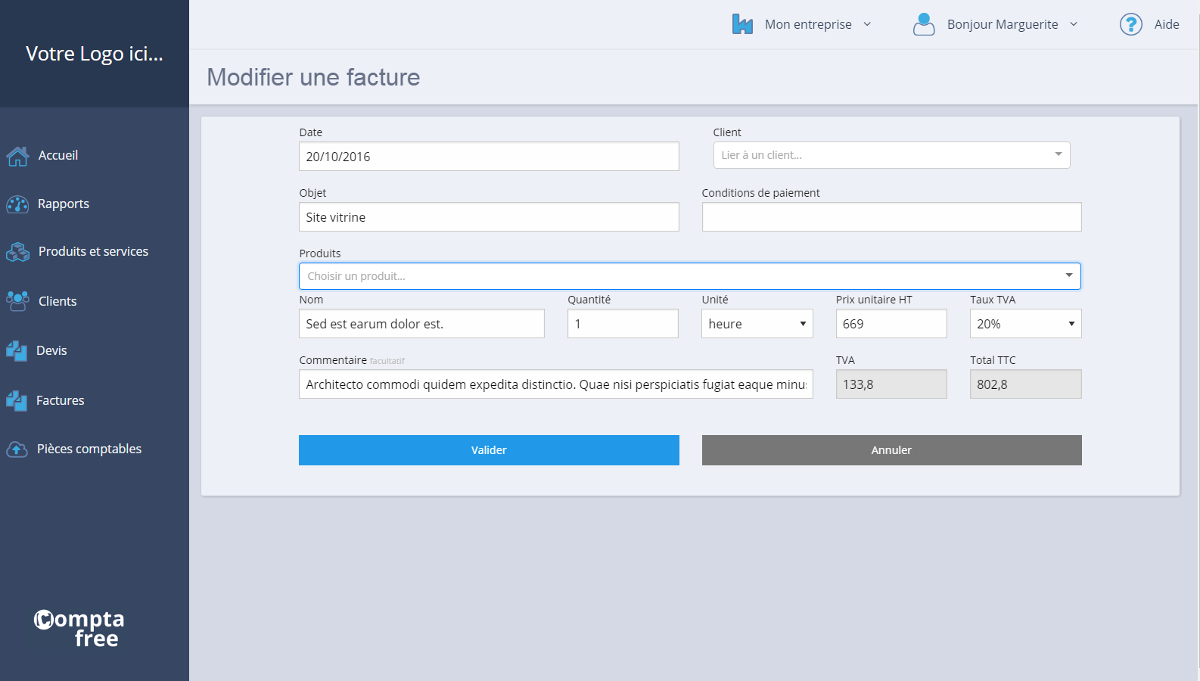 Votre Logo ici...
Mon entreprise
Bonjour Marguerite
? Aide
Modifier une facture
Accueil
Rapports
Produits et services
Clients
Devis
Factures
Pièces comptables
Compta
free
Date
Client
20/10/2016
Lier à un client...
Objet
Conditions de paiement
Site vitrine
Produits
Choisir un produit...
Nom
Quantité
Unité
Prix unitaire HT
Taux TVA
Sed est earum dolor est.
1
heure
669
20%
Commentaire facultatif
TVA
Total TTC
Architecto commodi quidem expedita distinctio. Quae nisi perspiciatis fugiat eaque minus
133,8
802,8
Valider
Annuler